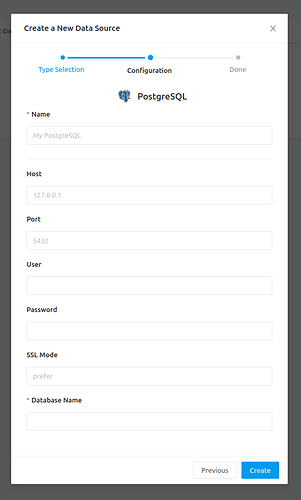 Create a New Data Source
Type Selection
Configuration
Done
PostgreSQL
* Name
My PostgreSQL
Host
127.0.0.1
Port
5432
User
Password
SSL Mode
prefer
* Database Name
Previous
Create